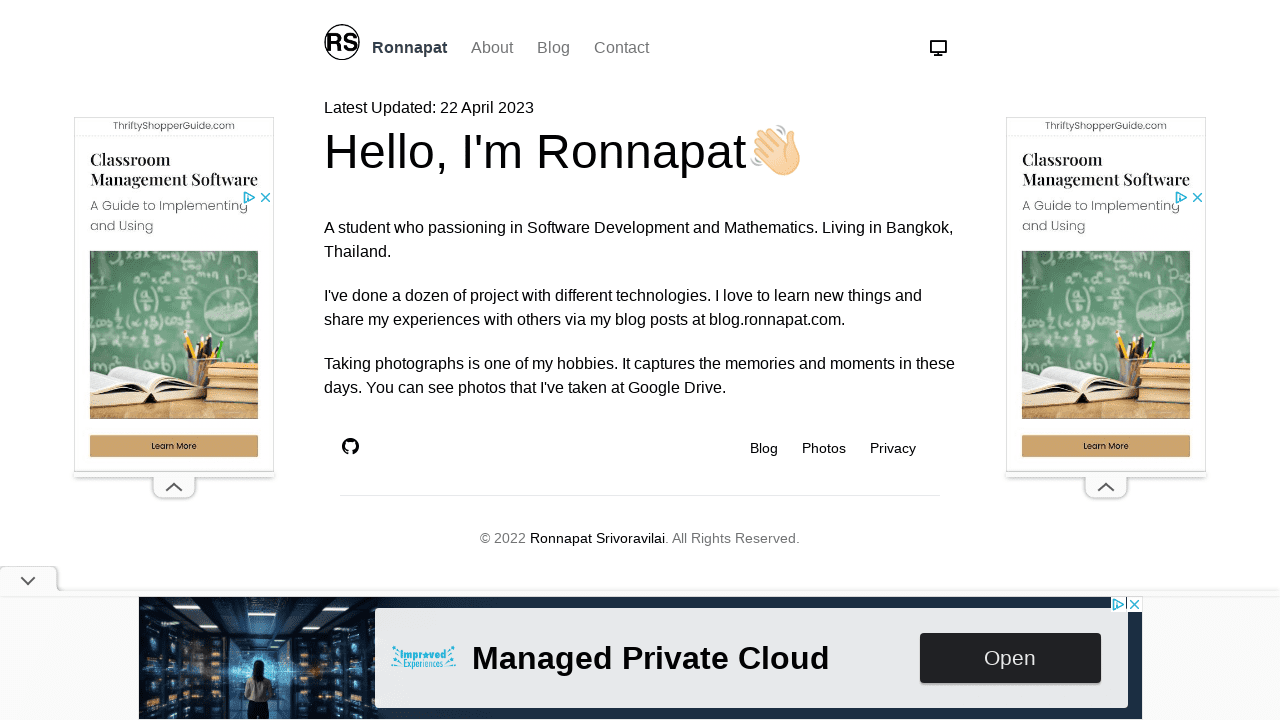 RS
Ronnapat About Blog Contact
Latest Updated: 22 April 2023
Hello, I'm Ronnapat
A student who passioning in Software Development and Mathematics. Living in Bangkok,
Thailand.
I've done a dozen of project with different technologies. I love to learn new things and
share my experiences with others via my blog posts at blog.ronnapat.com.
Taking photographs is one of my hobbies. It captures the memories and moments in these
days. You can see photos that I've taken at Google Drive.
Blog Photos Privacy
© 2022 Ronnapat Srivoravilai. All Rights Reserved.
ThriftyShopperGuide.com
Classroom
Management Software
A Guide to Implementing
and Using
Learn More
ThriftyShopperGuide.com
Classroom
Management Software
A Guide to Implementing
and Using
Learn More
Improved
Experiences
Managed Private Cloud
Open